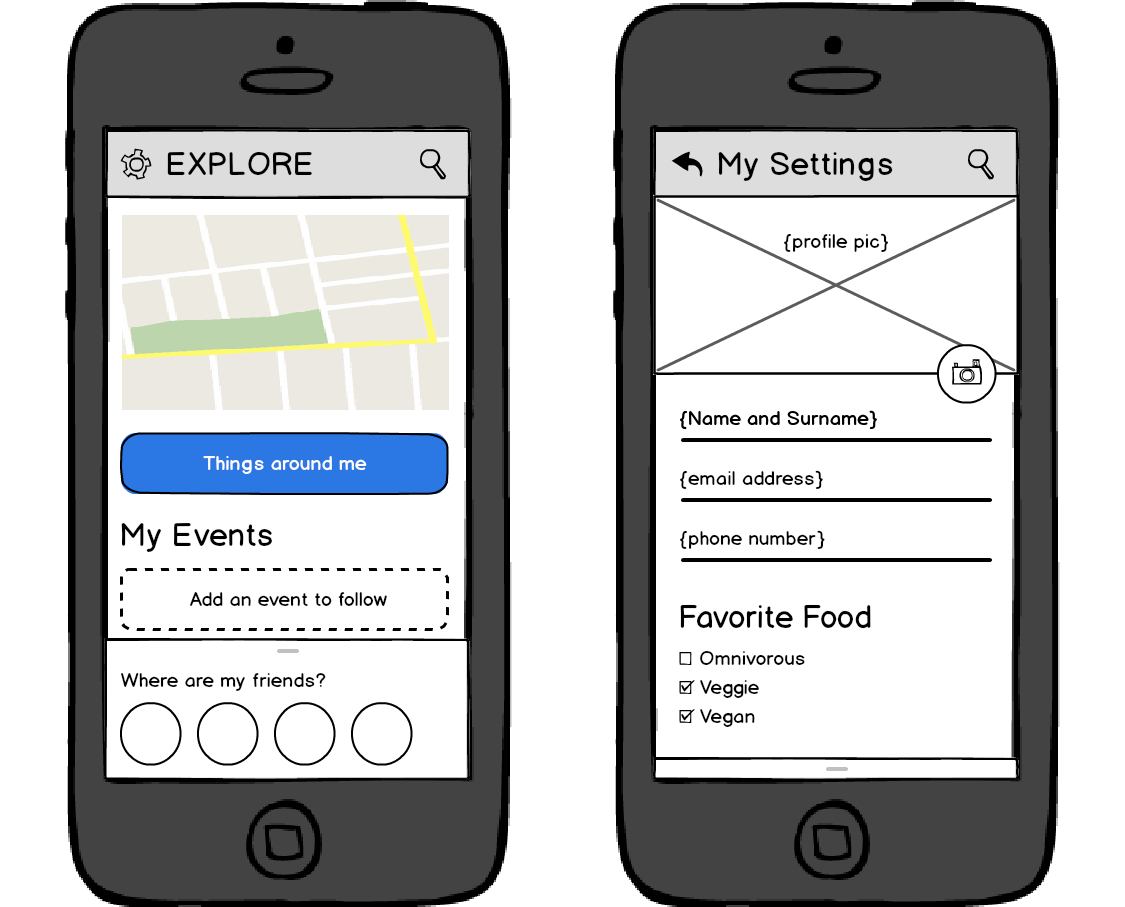 EXPLORE
Things around me
My Events
Add an event to follow
Where are my friends?
My Settings
{profile pic}
{Name and Surname}
{email address}
{phone number}
Favorite Food
Omnivorous
Veggie
Vegan